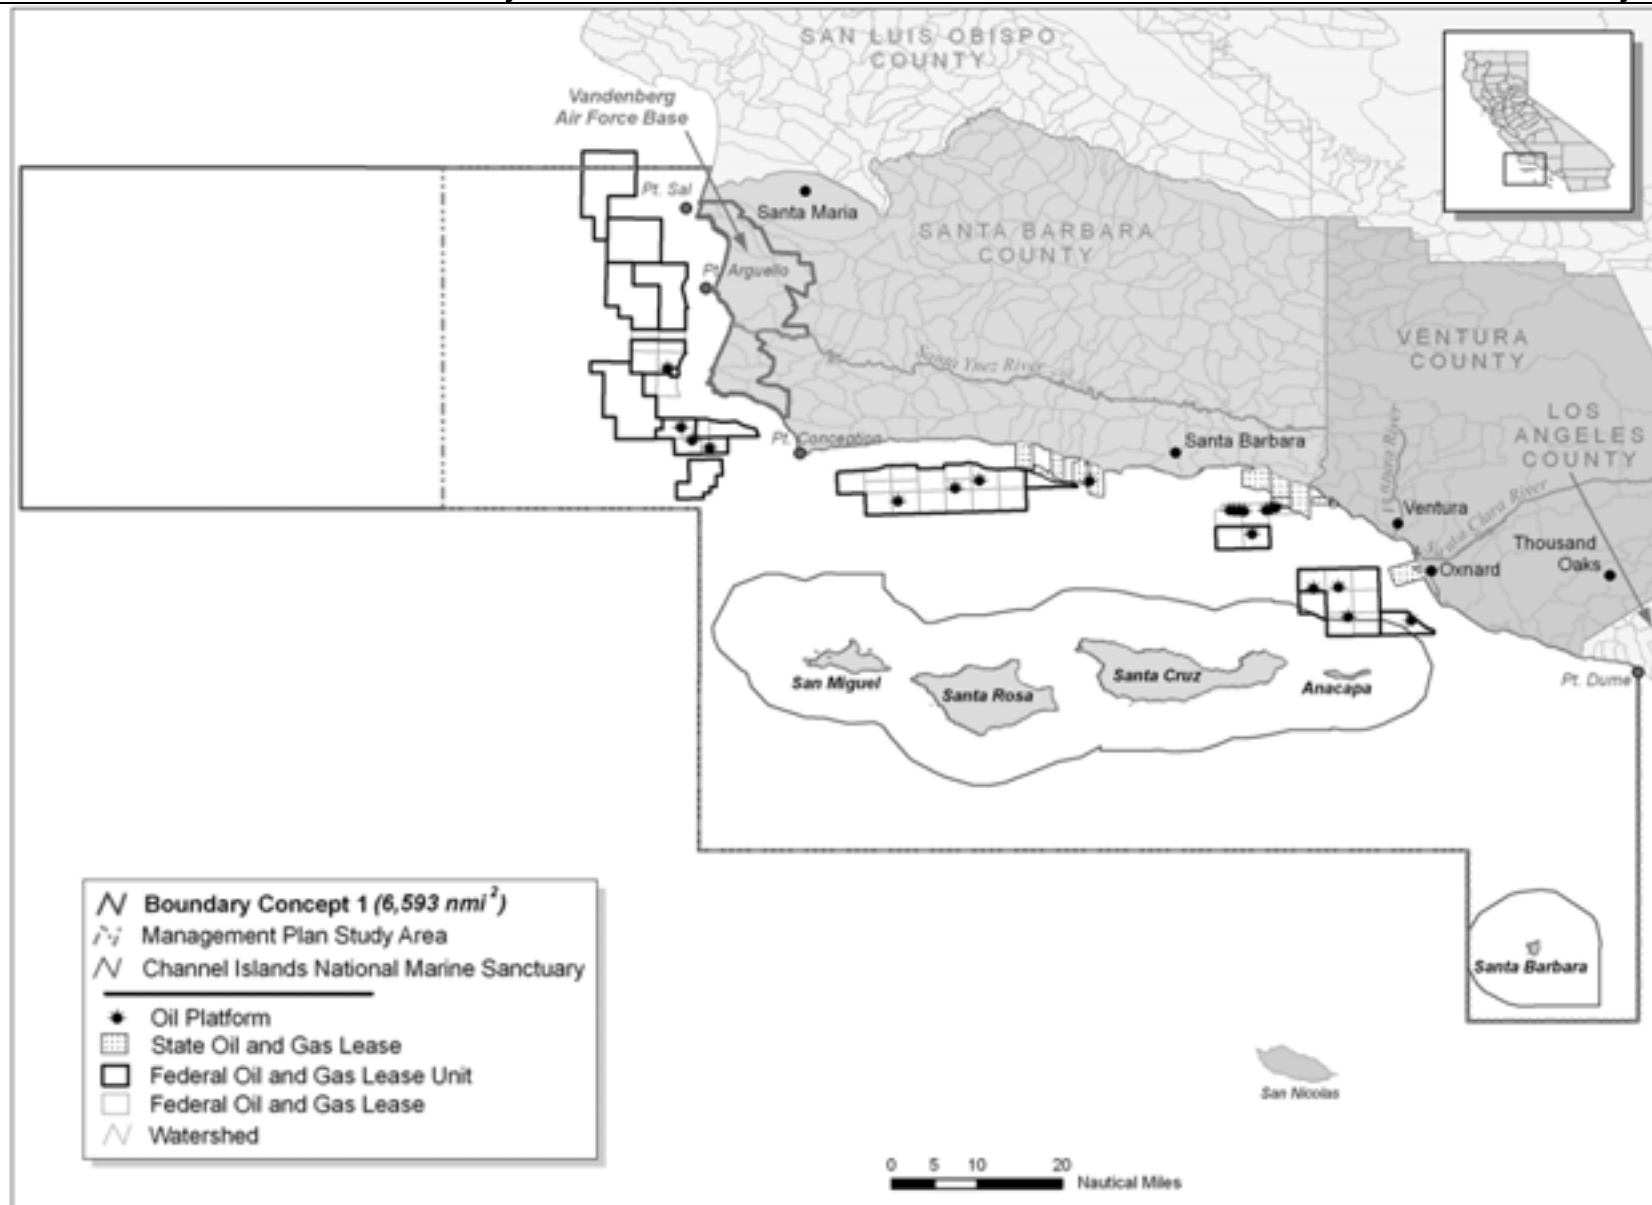 SAN LUIS OBISPO
COUNTY
Vandenberg
Air Force Base
Pt. Sal
Santa Maria
SANTA BARBARA
COUNTY
Pt. Arguello
VENTURA
COUNTY
Santa Ynez River
LOS
ANGELES
COUNTY
Pt. Conception
Santa Barbara
Ventura River
Ventura
Santa Clara River
Thousand
Oaks
Oxnard
San Miguel
Santa Rosa
Santa Cruz
Anacapa
Pt. Dume
Boundary Concept 1 (6,593 nmi²)
Management Plan Study Area
Channel Islands National Marine Sanctuary
Oil Platform
State Oil and Gas Lease
Federal Oil and Gas Lease Unit
Federal Oil and Gas Lease
Watershed
Santa Barbara
San Nicolas
0 5 10 20
Nautical Miles